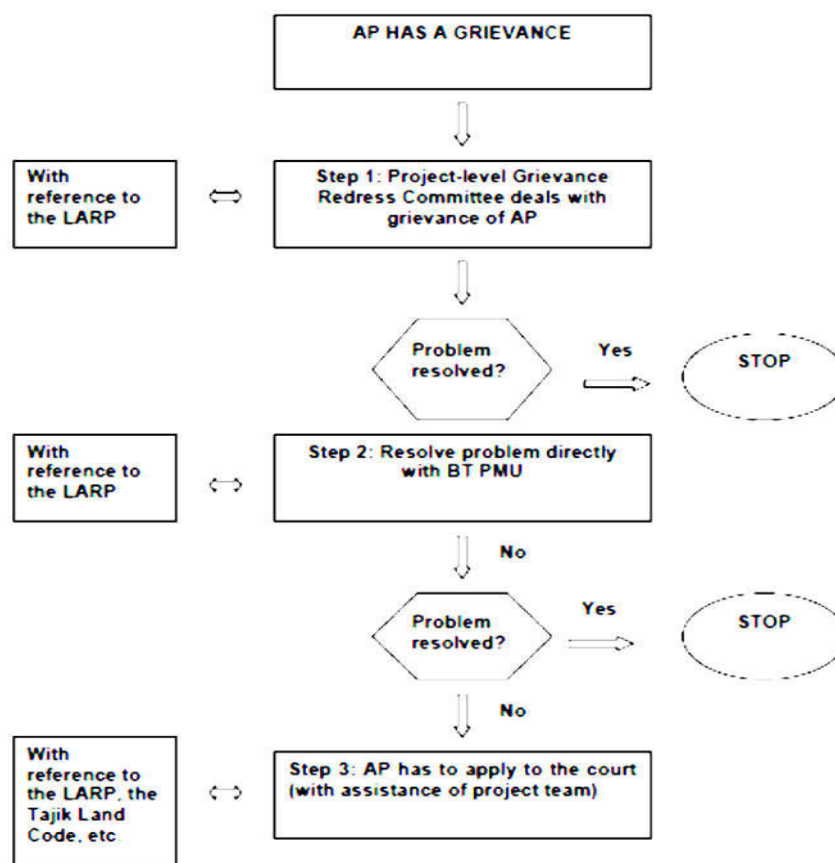 AP HAS A GRIEVANCE
With
reference to
the LARP
Step 1: Project-level Grievance
Redress Committee deals with
grievance of AP
Problem
resolved?
Yes
STOP
With
reference to
the LARP
Step 2: Resolve problem directly
with BT PMU
No
Problem
resolved?
Yes
STOP
No
With
reference to
the LARP, the
Tajik Land
Code, etc
Step 3: AP has to apply to the court
(with assistance of project team)